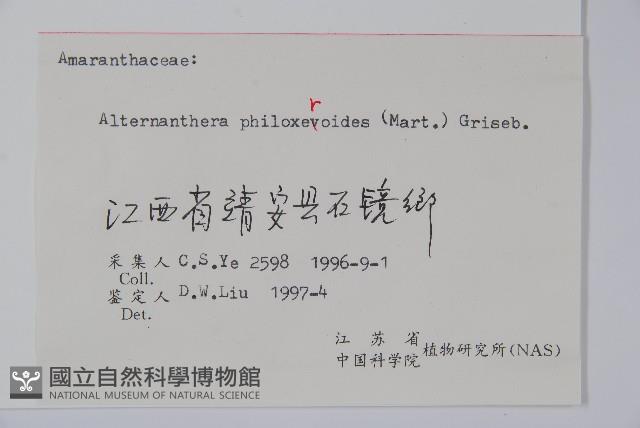 Amaranthaceae:
r
Alternanthera philoxevoides (Mart.) Griseb.
江西省靖安县石镜鄉
采集人 C.S.Ye 2598 1996-9-1
Coll.
鉴定人 D.W.Liu 1997-4
Det.
江苏省
中国科学院 植物研究所(NAS)
國立自然科學博物館
NATIONAL MUSEUM OF NATURAL SCIENCE